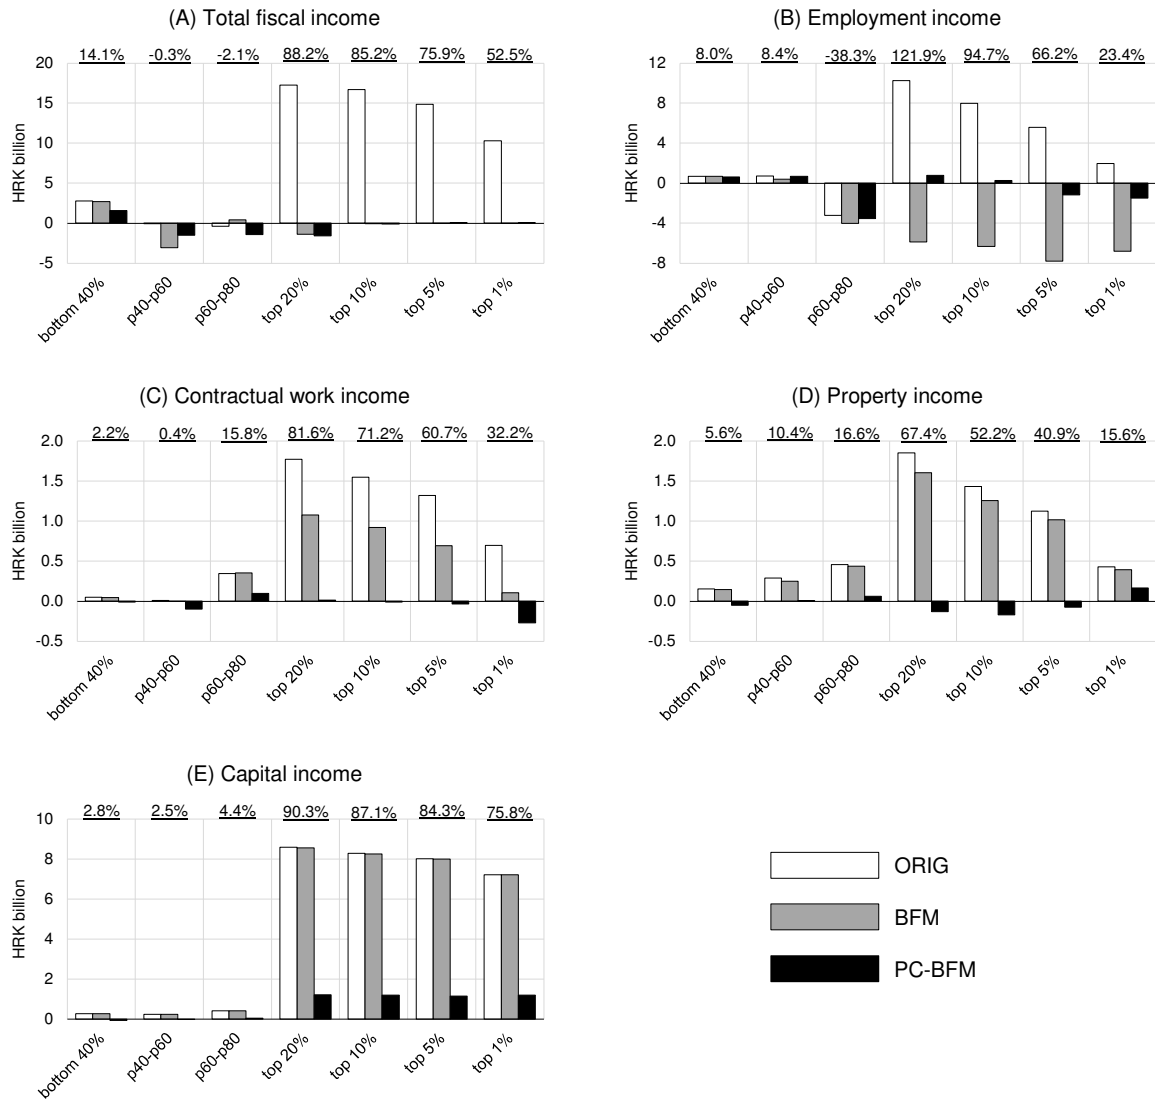 (A) Total fiscal income
14.1% -0.3% -2.1% 88.2% 85.2% 75.9% 52.5%
20
15
10
5
0
-5
HRK billion
bottom 40% p40-p60 p60-p80 top 20% top 10% top 5% top 1%
(B) Employment income
8.0% 8.4% -38.3% 121.9% 94.7% 66.2% 23.4%
12
8
4
0
-4
-8
HRK billion
bottom 40% p40-p60 p60-p80 top 20% top 10% top 5% top 1%
(C) Contractual work income
2.2% 0.4% 15.8% 81.6% 71.2% 60.7% 32.2%
2.0
1.5
1.0
0.5
0.0
-0.5
HRK billion
bottom 40% p40-p60 p60-p80 top 20% top 10% top 5% top 1%
(D) Property income
5.6% 10.4% 16.6% 67.4% 52.2% 40.9% 15.6%
2.0
1.5
1.0
0.5
0.0
-0.5
HRK billion
bottom 40% p40-p60 p60-p80 top 20% top 10% top 5% top 1%
(E) Capital income
2.8% 2.5% 4.4% 90.3% 87.1% 84.3% 75.8%
10
8
6
4
2
0
HRK billion
bottom 40% p40-p60 p60-p80 top 20% top 10% top 5% top 1%
ORIG
BFM
PC-BFM